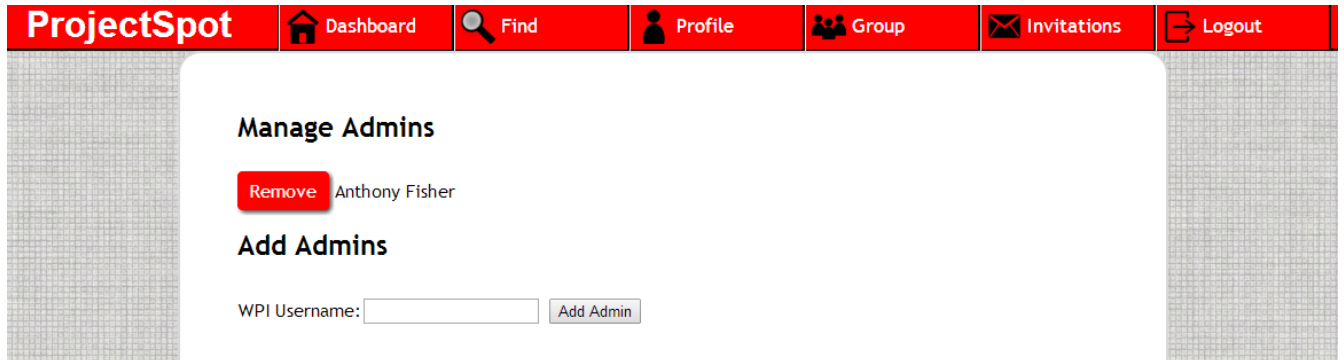 ProjectSpot Dashboard Find Profile Group Invitations Logout
Manage Admins
Remove Anthony Fisher
Add Admins
WPI Username: Add Admin